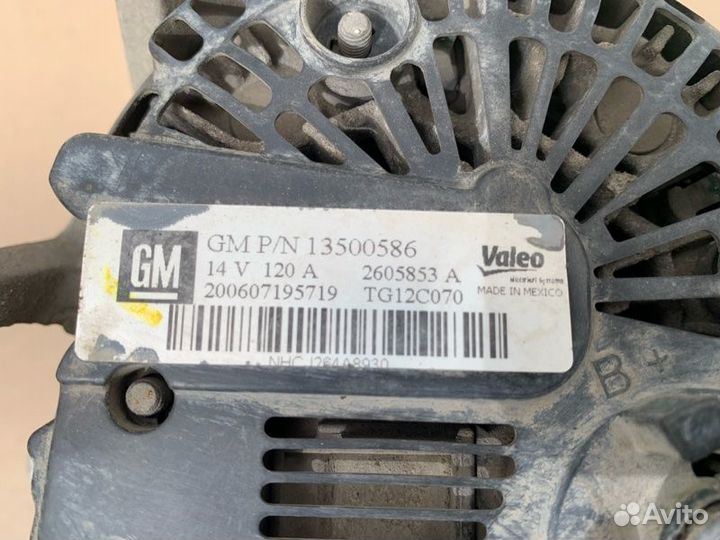 GM
GM P/N 13500586
14 V 120 A 2605853 A
200607195719 TG12C070
Valeo
MADE IN MEXICO
B +
Avito